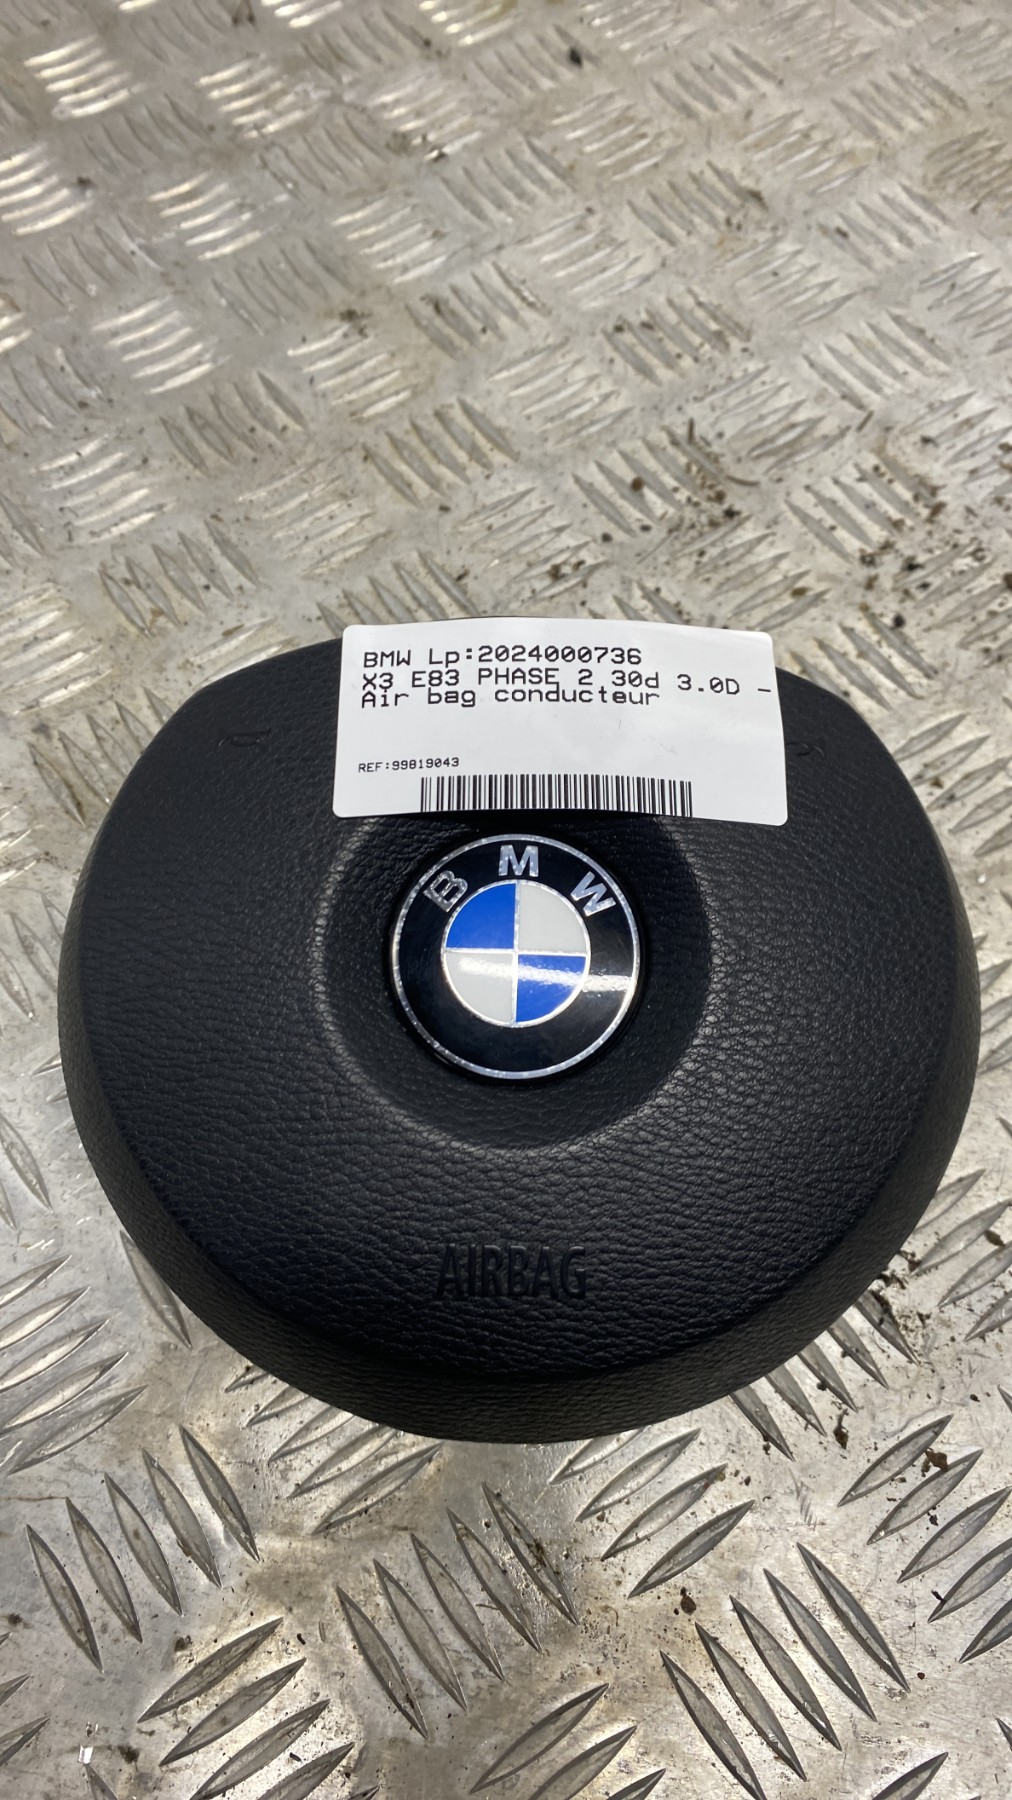 BMW Lp:2024000736
X3 E83 PHASE 2 30d 3.0D -
Air bag conducteur
REF:99819043
BMW
AIRBAG